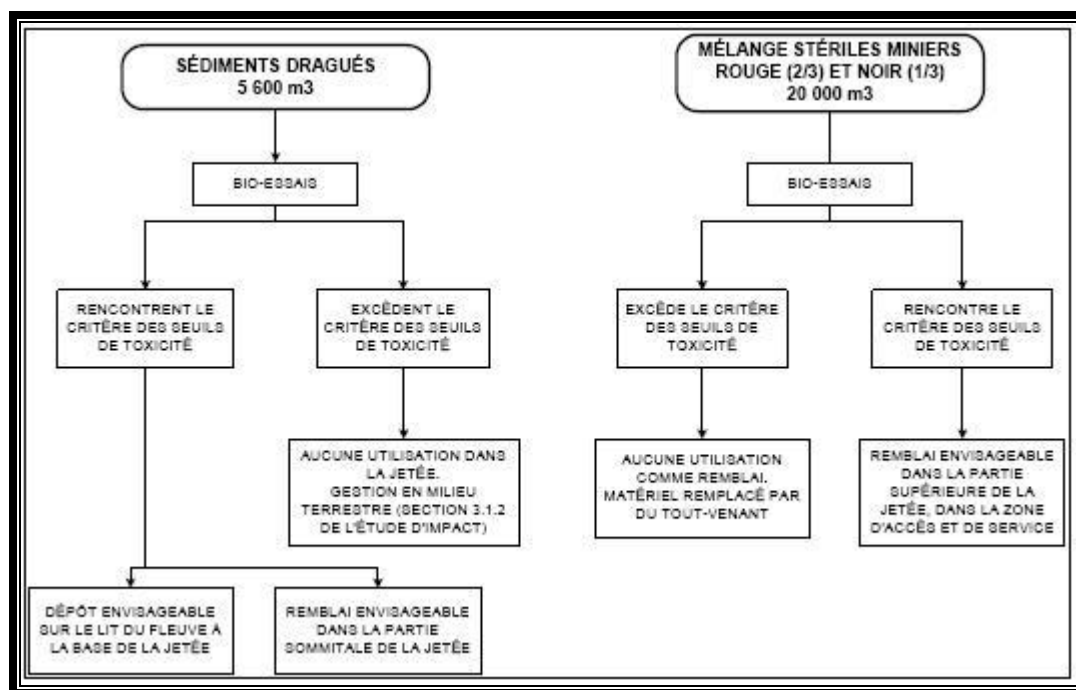 SÉDIMENTS DRAGUÉS
5 600 m3
MÉLANGE STÉRILES MINIERS
ROUGE (2/3) ET NOIR (1/3)
20 000 m3
BIO-ESSAIS
BIO-ESSAIS
RENCONTRENT LE
CRITÈRE DES SEUILS
DE TOXICITÉ
EXCÈDENT LE
CRITÈRE DES SEUILS
DE TOXICITÉ
EXCÈDE LE CRITÈRE
DES SEUILS DE
TOXICITÉ
RENCONTRE LE
CRITÈRE DES SEUILS
DE TOXICITÉ
AUCUNE UTILISATION DANS
LA JETÉE.
GESTION EN MILIEU
TERRESTRE (SECTION 3.1.2
DE L'ÉTUDE D'IMPACT)
AUCUNE UTILISATION
COMME REMBLAI.
MATÉRIEL REMPLACÉ PAR
DU TOUT-VENANT
REMBLAI ENVISAGEABLE
DANS LA PARTIE
SUPÉRIEURE DE LA
JETÉE, DANS LA ZONE
D'ACCÈS ET DE SERVICE
DÉPÔT ENVISAGEABLE
SUR LE LIT DU FLEUVE À
LA BASE DE LA JETÉE
REMBLAI ENVISAGEABLE
DANS LA PARTIE
SOMMITALE DE LA JETÉE